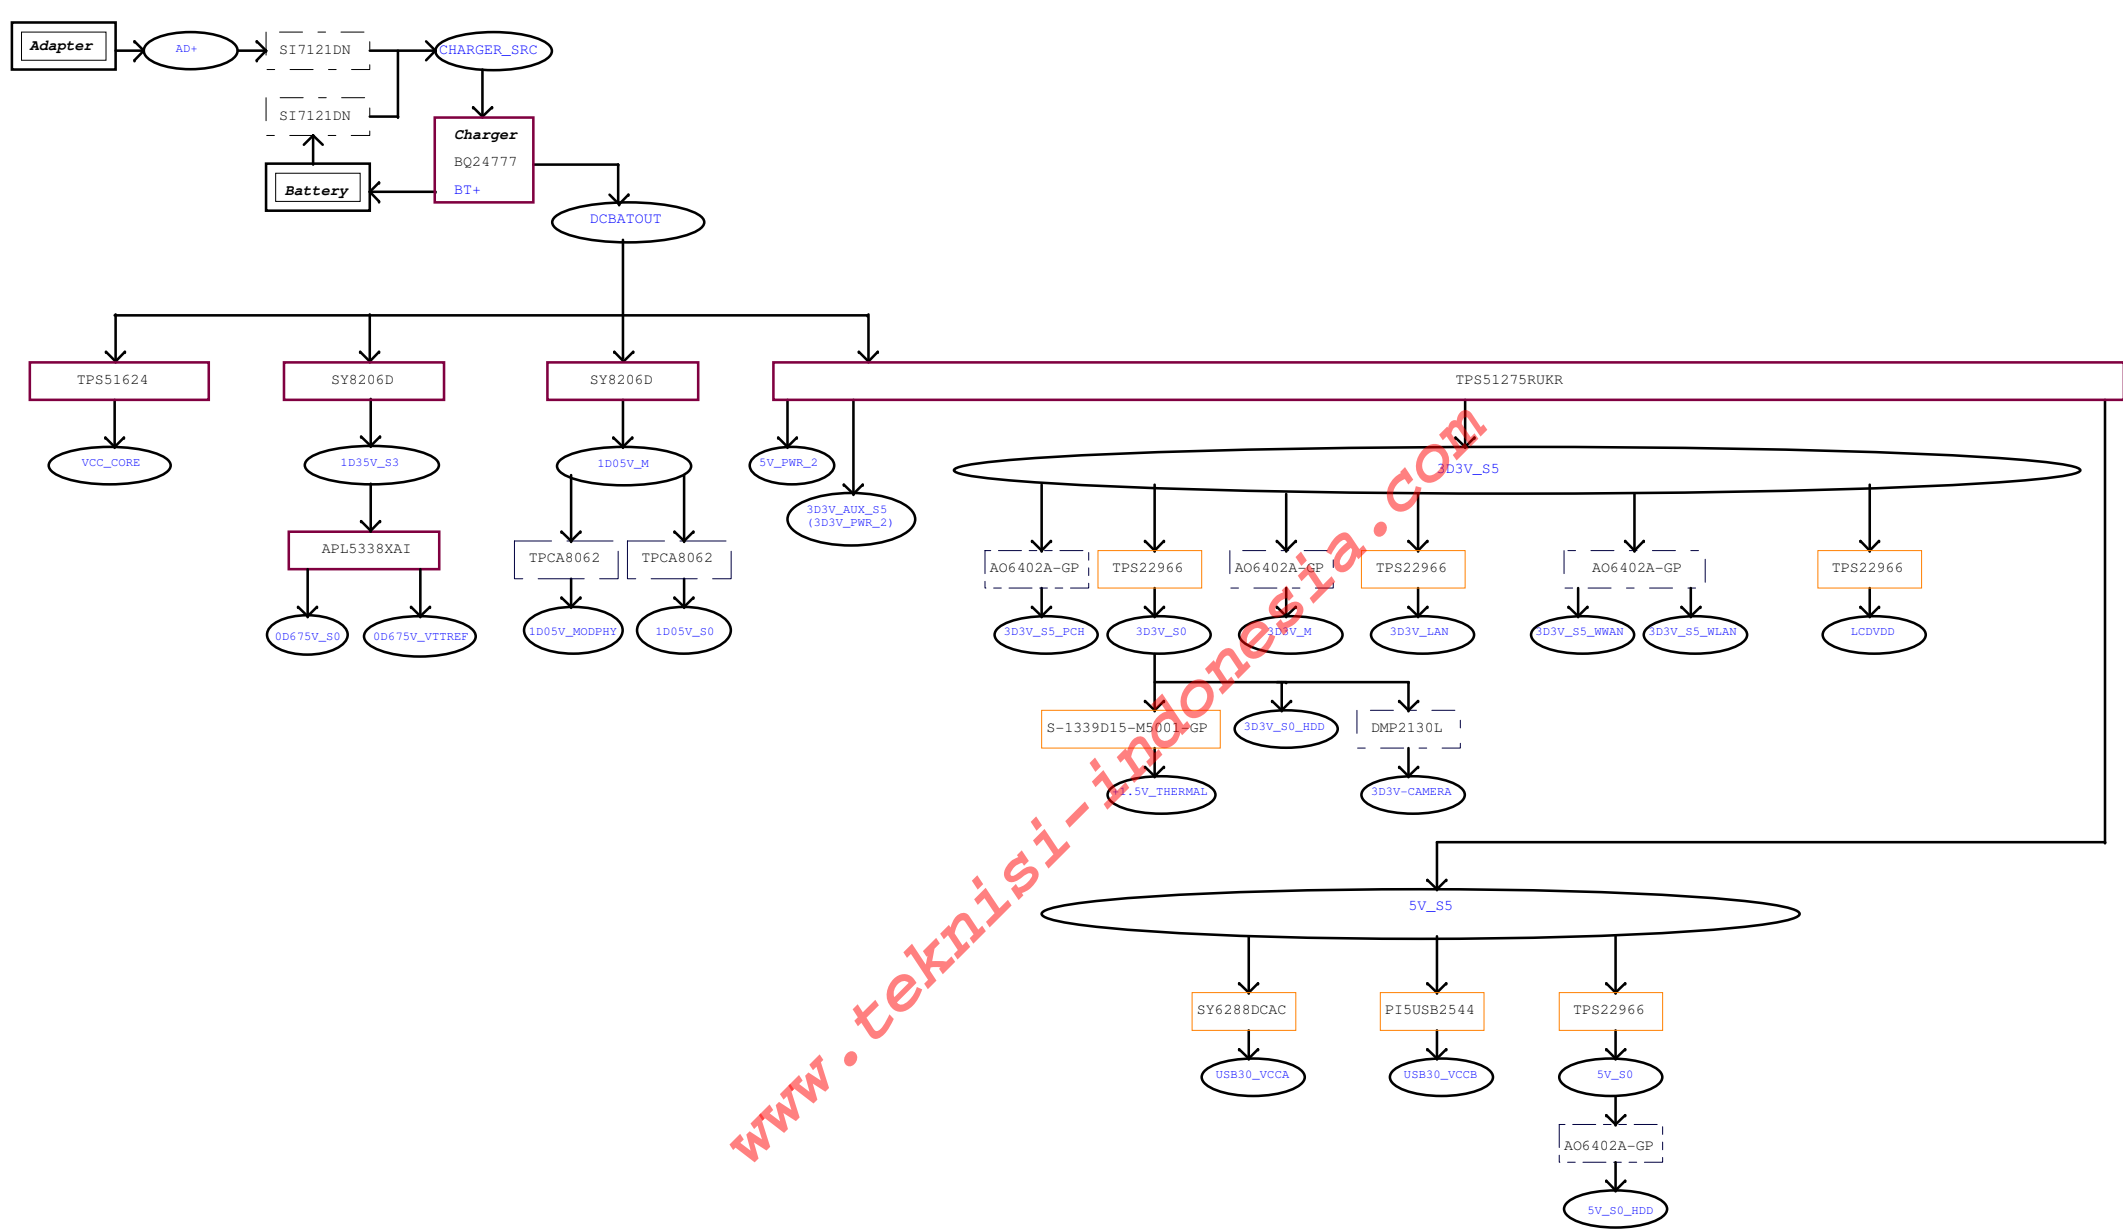 Adapter
AD+
SI7121DN
CHARGER_SRC
SI7121DN
Charger
BQ24777
BT+
Battery
DCBATOUT
TPS51624
SY8206D
SY8206D
TPS51275RUKR
VCC_CORE
1D35V_S3
1D05V_M
5V_PWR_2
3D3V_S5
3D3V_AUX_S5
(3D3V_PWR_2)
APL5338XAI
TPCA8062
TPCA8062
AO6402A-GP
TPS22966
AO6402A-GP
TPS22966
AO6402A-GP
TPS22966
0D675V_S0
0D675V_VTTREF
1D05V_MODPHY
1D05V_S0
3D3V_S5_PCH
3D3V_S0
3D3V_M
3D3V_LAN
3D3V_S5_WWAN
3D3V_S5_WLAN
LCDVDD
S-1339D15-M5001-GP
3D3V_S0_HDD
DMP2130L
+1.5V_THERMAL
3D3V-CAMERA
5V_S5
SY6288DCAC
PI5USB2544
TPS22966
USB30_VCCA
USB30_VCCB
5V_S0
AO6402A-GP
5V_S0_HDD
www.teknisi-indonesia.com